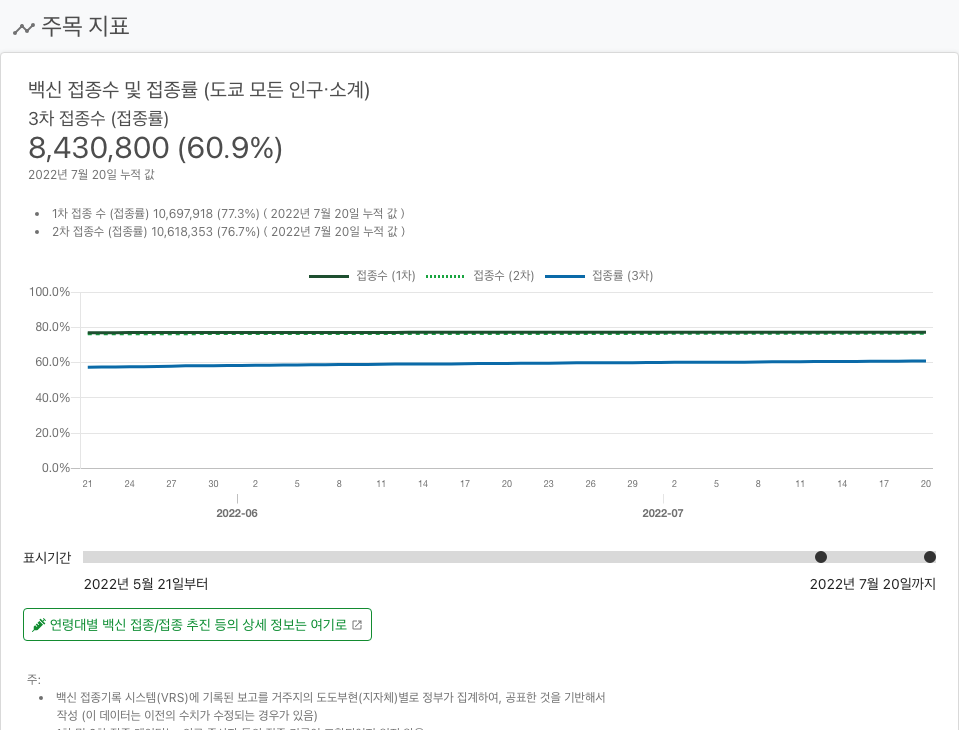 주목 지표
백신 접종수 및 접종률 (도쿄 모든 인구·소계)
3차 접종수 (접종률)
8,430,800 (60.9%)
2022년 7월 20일 누적 값
• 1차 접종 수 (접종률) 10,697,918 (77.3%) ( 2022년 7월 20일 누적 값 )
• 2차 접종수 (접종률) 10,618,353 (76.7%) ( 2022년 7월 20일 누적 값 )
접종수 (1차) 접종수 (2차) 접종률 (3차)
100.0%
80.0%
60.0%
40.0%
20.0%
0.0%
21 24 27 30 2 5 8 11 14 17 20 23 26 29 2 5 8 11 14 17 20
2022-06 2022-07
표시기간
2022년 5월 21일부터 2022년 7월 20일까지
연령대별 백신 접종/접종 추진 등의 상세 정보는 여기로
주:
• 백신 접종기록 시스템(VRS)에 기록된 보고를 거주지의 도도부현(지자체)별로 정부가 집계하여, 공표한 것을 기반해서
작성 (이 데이터는 이전의 수치가 수정되는 경우가 있음)